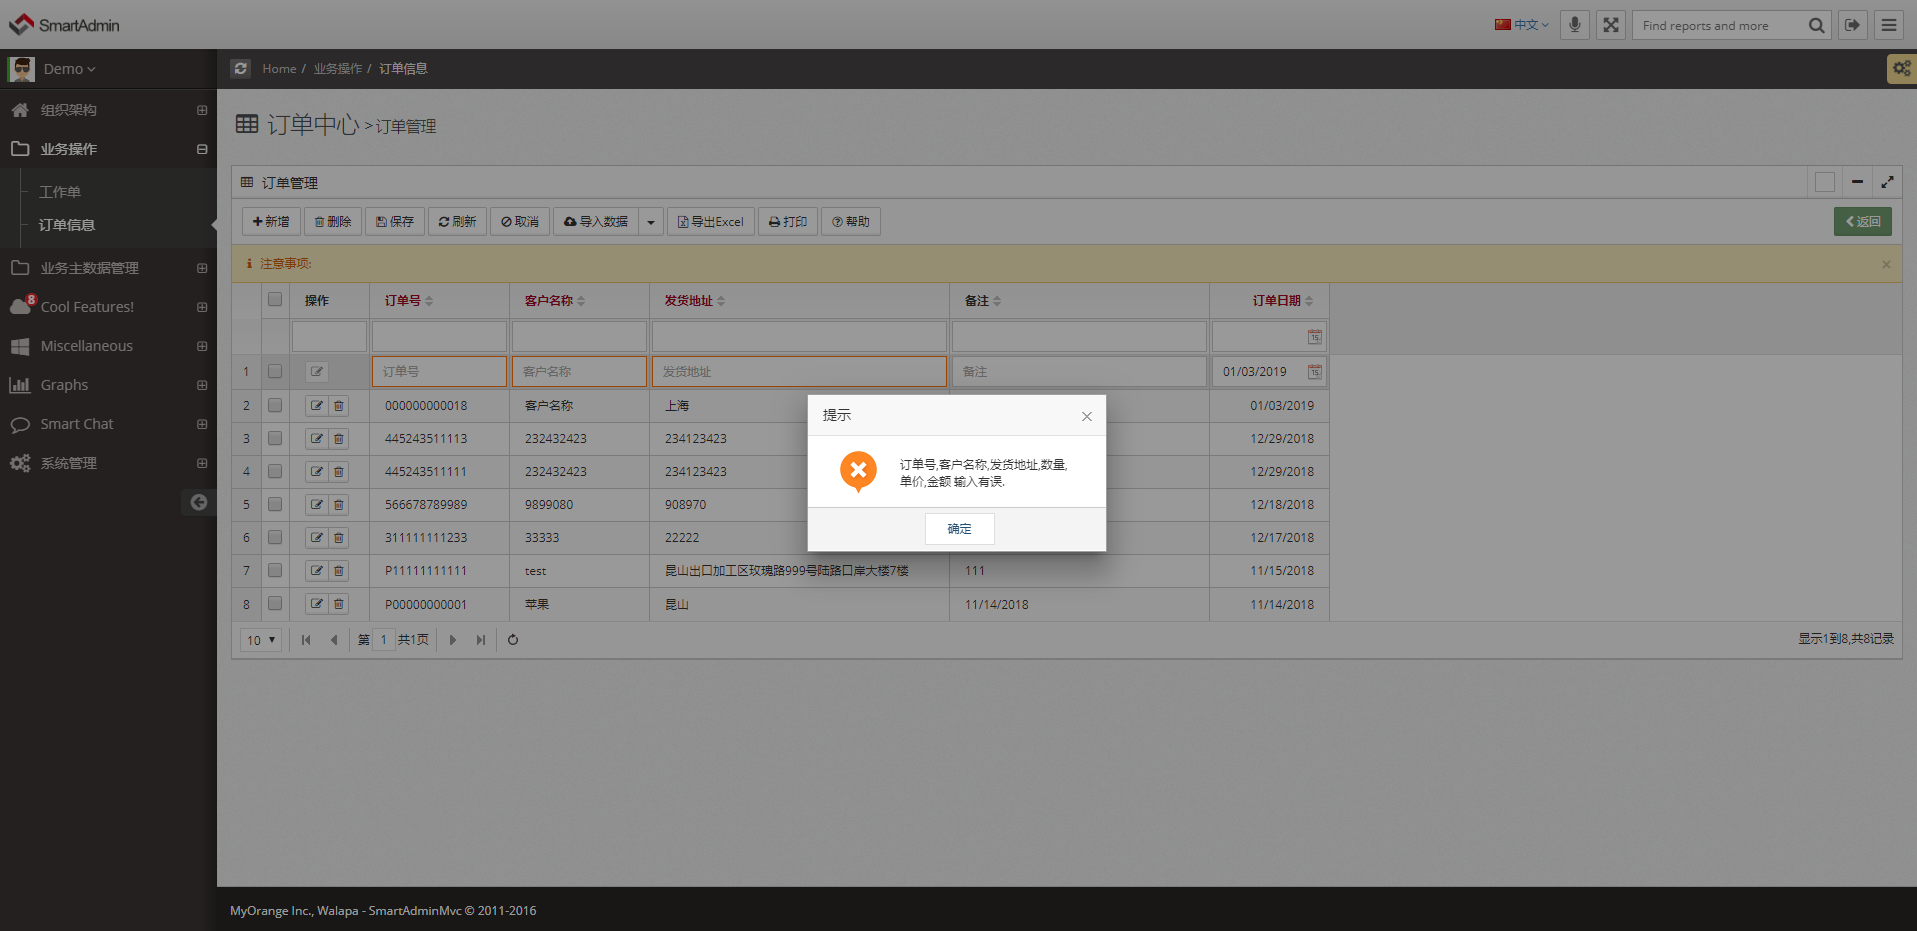 SmartAdmin
中文
Find reports and more
Demo
Home / 业务操作 / 订单信息
组织架构
业务操作
工作单
订单信息
业务主数据管理
8
Cool Features!
Miscellaneous
Graphs
Smart Chat
系统管理
订单中心 > 订单管理
订单管理
新增 删除 保存 刷新 取消 导入数据 导出Excel 打印 帮助 返回
注意事项:
操作 订单号 客户名称 发货地址 备注 订单日期
15
1 订单号 客户名称 发货地址 备注 01/03/2019 15
2 000000000018 客户名称 上海 01/03/2019
3 445243511113 232432423 234123423 12/29/2018
4 445243511111 232432423 234123423 12/29/2018
5 566678789989 9899080 908970 12/18/2018
6 311111111233 33333 22222 12/17/2018
7 P11111111111 test 昆山出口加工区玫瑰路999号陆路口岸大楼7楼 111 11/15/2018
8 P00000000001 苹果 昆山 11/14/2018 11/14/2018
10 第 1 共1页 显示1到8,共8记录
提示
订单号,客户名称,发货地址,数量,
单价,金额 输入有误.
确定
MyOrange Inc., Walapa - SmartAdminMvc © 2011-2016